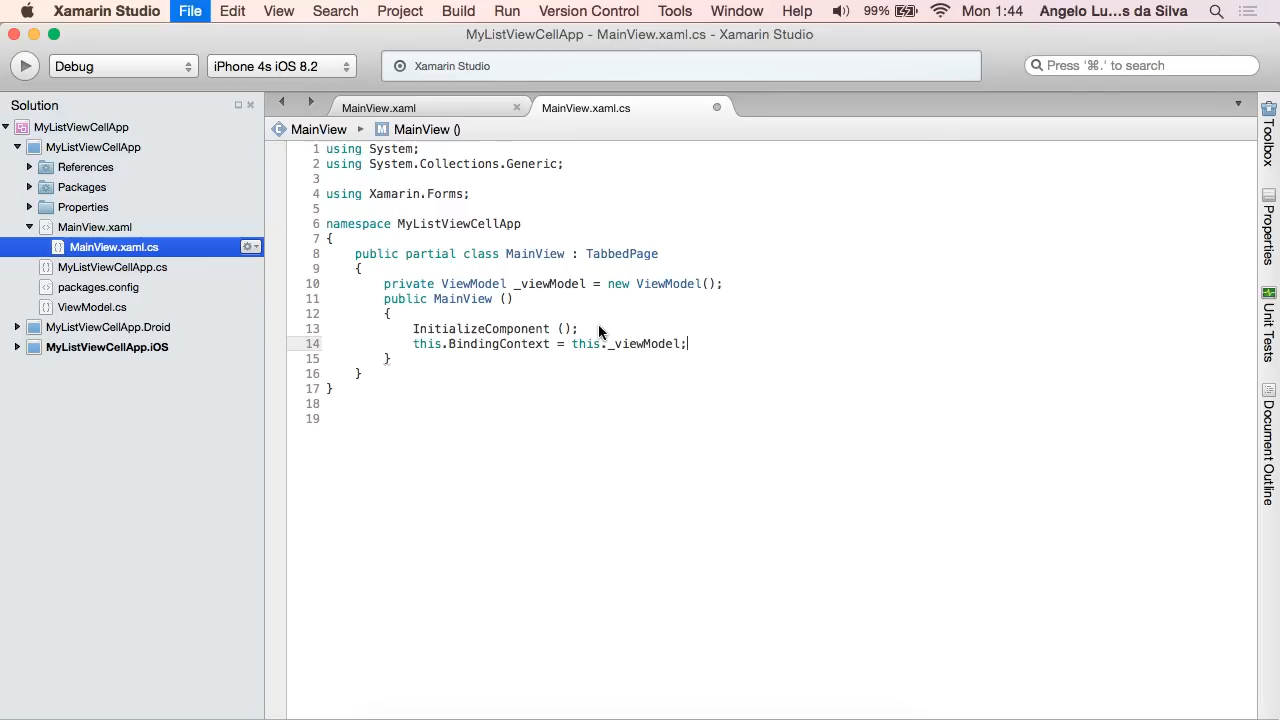 Xamarin Studio File Edit View Search Project Build Run Version Control Tools Window Help 99% Mon 1:44 Angelo Lu...s da Silva
MyListViewCellApp - MainView.xaml.cs - Xamarin Studio
Debug iPhone 4s iOS 8.2 Xamarin Studio Press '⌘.' to search
Solution
MyListViewCellApp
MyListViewCellApp
References
Packages
Properties
MainView.xaml
MainView.xaml.cs
MyListViewCellApp.cs
packages.config
ViewModel.cs
MyListViewCellApp.Droid
MyListViewCellApp.iOS
MainView.xaml MainView.xaml.cs
MainView MainView ()
1 using System;
2 using System.Collections.Generic;
3
4 using Xamarin.Forms;
5
6 namespace MyListViewCellApp
7 {
8 public partial class MainView : TabbedPage
9 {
10 private ViewModel _viewModel = new ViewModel();
11 public MainView ()
12 {
13 InitializeComponent ();
14 this.BindingContext = this._viewModel;
15 }
16 }
17 }
18
19
Toolbox
Properties
Unit Tests
Document Outline